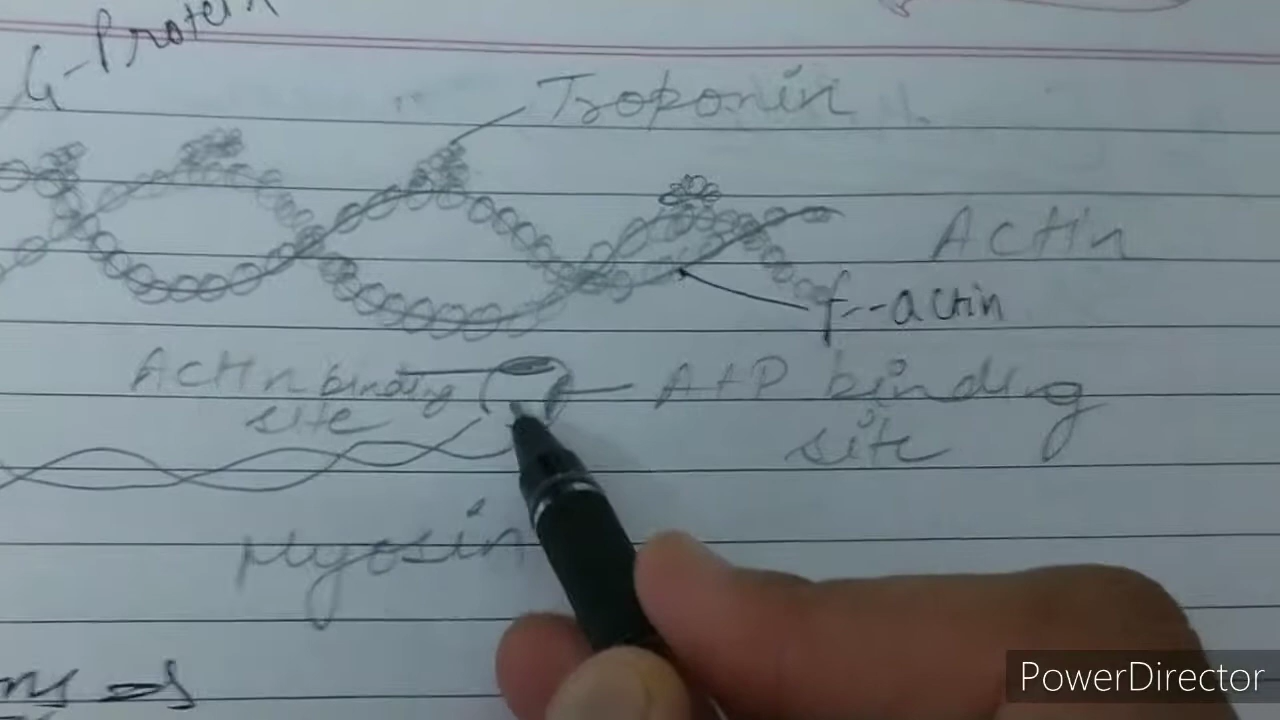 G-Protein
Troponin
Actin
f--actin
Actin binding
site
ATP binding
site
Myosin
PowerDirector